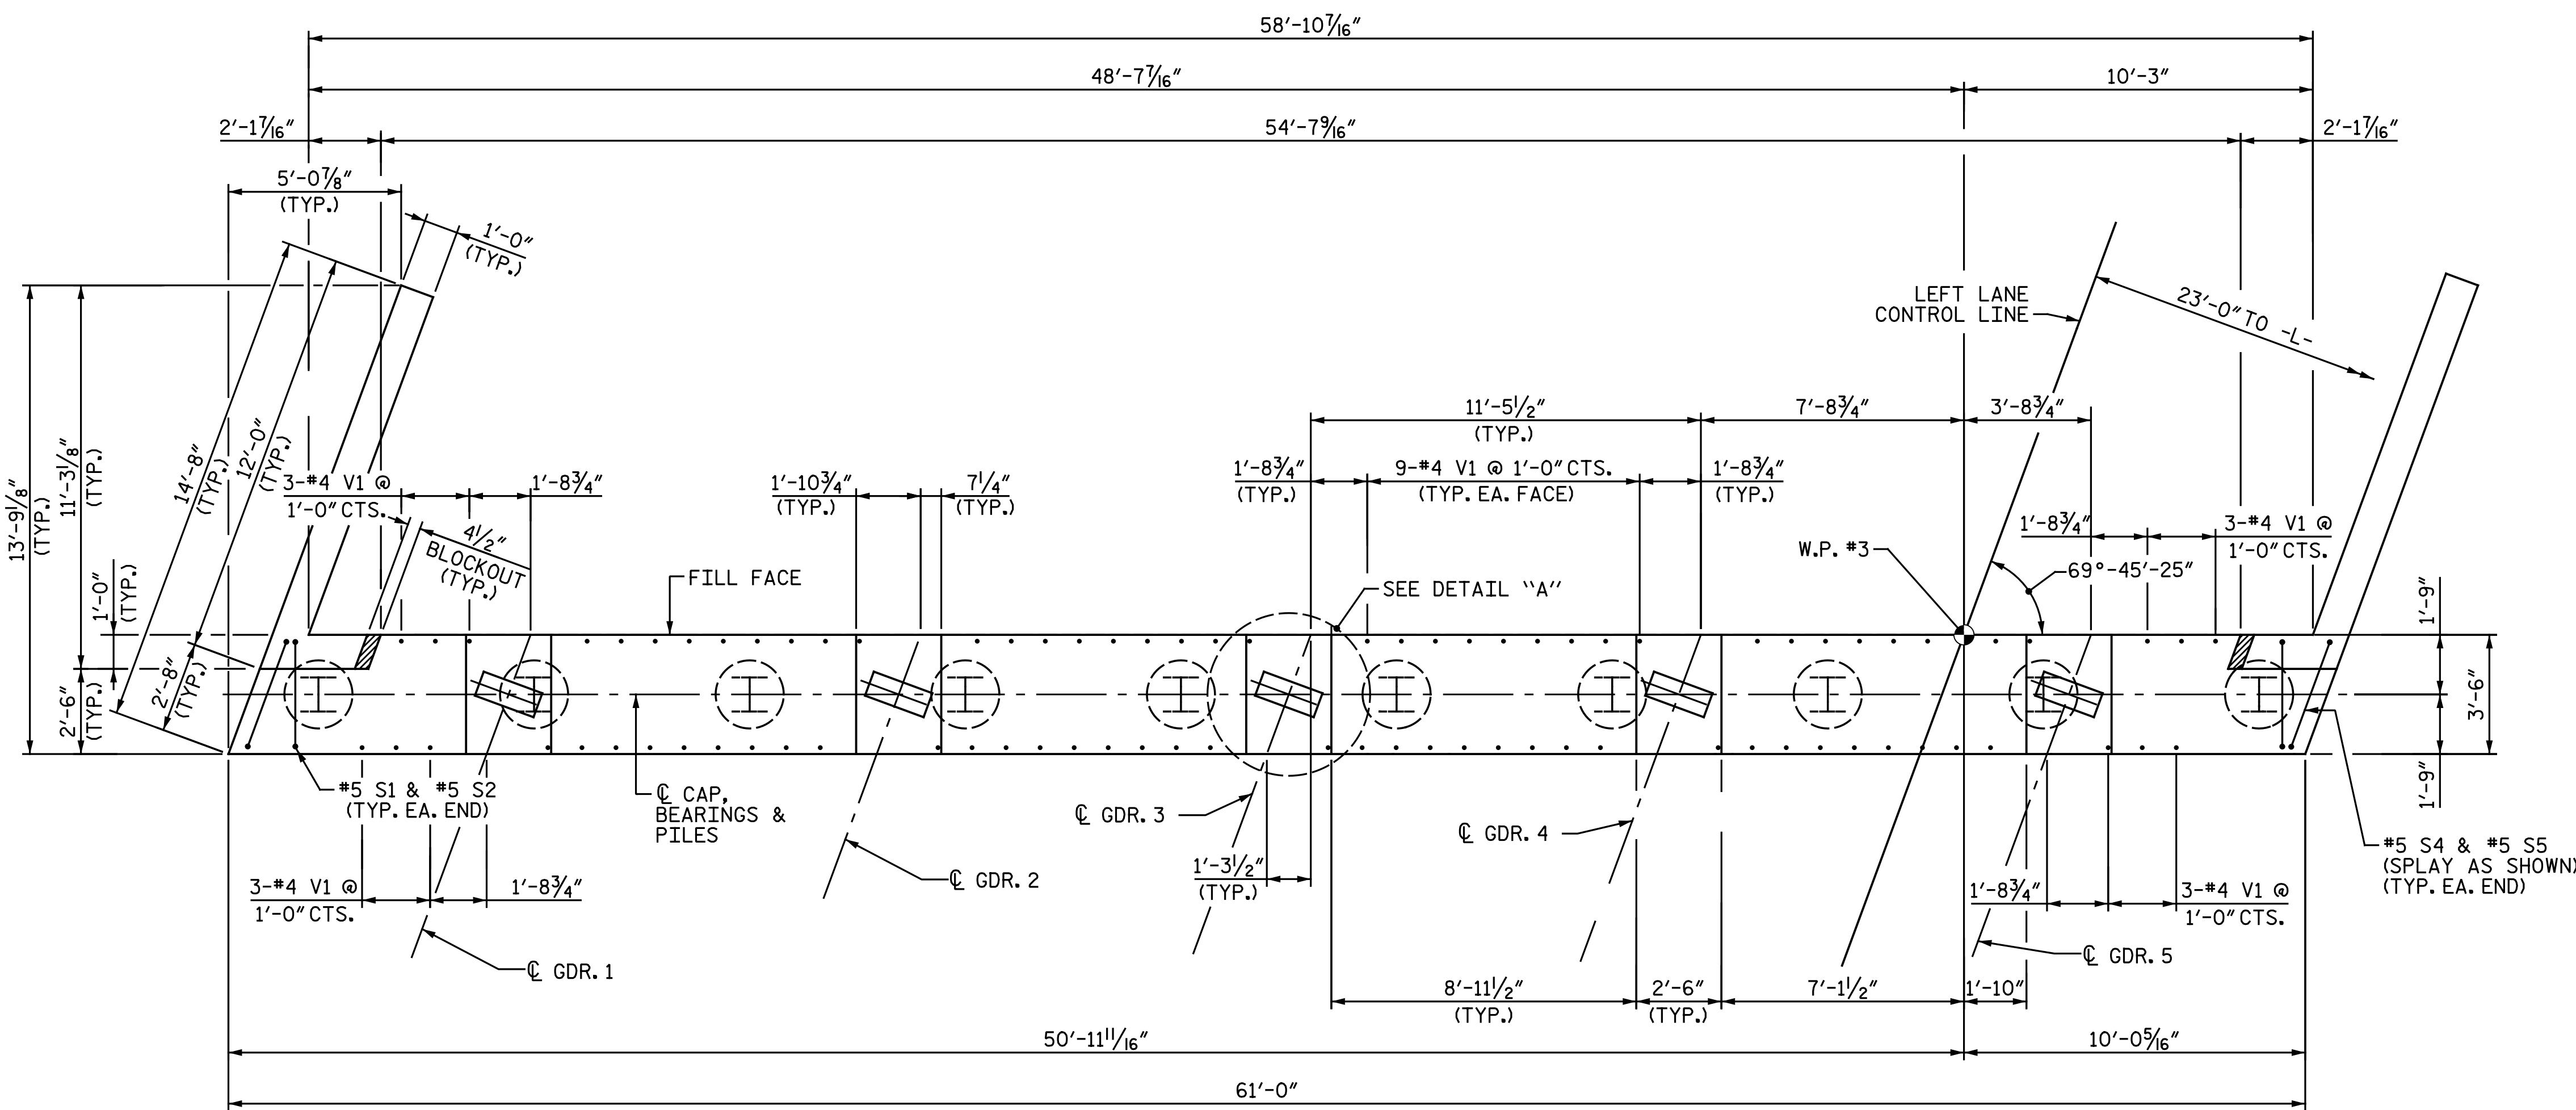 58′-10 7/16″
48′-7 7/16″
10′-3″
2′-1 7/16″
54′-7 9/16″
2′-1 7/16″
5′-0 7/8″
(TYP.)
1′-0″
(TYP.)
14′-8″
(TYP.)
12′-0″
(TYP.)
13′-9 1/8″
(TYP.)
11′-3 1/8″
(TYP.)
1′-0″
(TYP.)
2′-6″
(TYP.)
2′-8″
(TYP.)
3-#4 V1 @
1′-0″ CTS.
1′-8 3/4″
4 1/2″
BLOCKOUT
(TYP.)
FILL FACE
1′-10 3/4″
(TYP.)
7 1/4″
(TYP.)
11′-5 1/2″
(TYP.)
7′-8 3/4″
3′-8 3/4″
1′-8 3/4″
(TYP.)
9-#4 V1 @ 1′-0″ CTS.
(TYP. EA. FACE)
1′-8 3/4″
(TYP.)
SEE DETAIL “A”
LEFT LANE
CONTROL LINE
23′-0″ TO -L-
W.P. #3
69°-45′-25″
1′-8 3/4″
3-#4 V1 @
1′-0″ CTS.
1′-9″
3′-6″
1′-9″
#5 S1 & #5 S2
(TYP. EA. END)
℄ CAP,
BEARINGS &
PILES
3-#4 V1 @
1′-0″ CTS.
1′-8 3/4″
℄ GDR. 1
℄ GDR. 2
℄ GDR. 3
1′-3 1/2″
(TYP.)
℄ GDR. 4
℄ GDR. 5
1′-8 3/4″
3-#4 V1 @
1′-0″ CTS.
#5 S4 & #5 S5
(SPLAY AS SHOWN)
(TYP. EA. END)
8′-11 1/2″
(TYP.)
2′-6″
(TYP.)
7′-1 1/2″
1′-10″
50′-11 11/16″
10′-0 5/16″
61′-0″